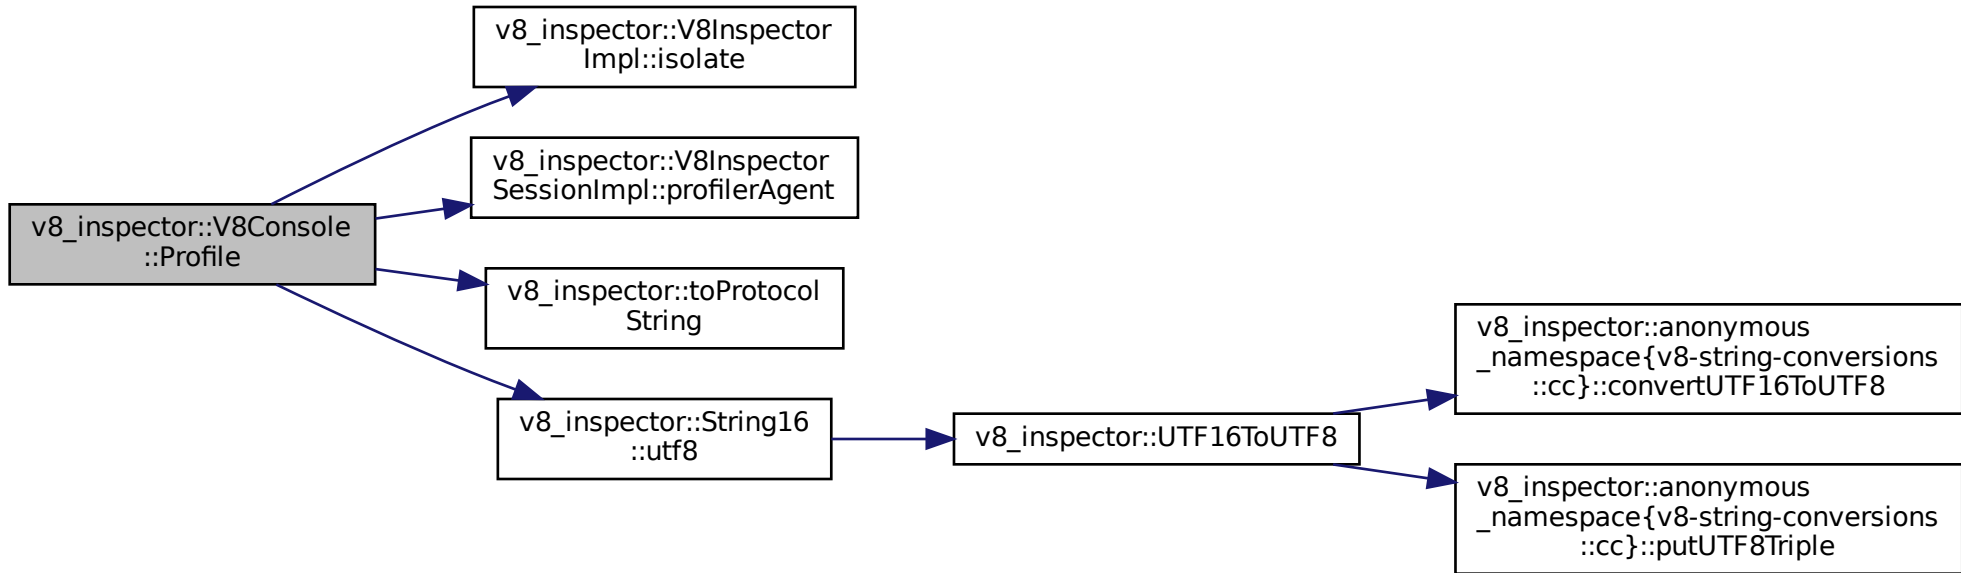 v8_inspector::V8Inspector
Impl::isolate
v8_inspector::V8Inspector
SessionImpl::profilerAgent
v8_inspector::V8Console
::Profile
v8_inspector::toProtocol
String
v8_inspector::String16
::utf8
v8_inspector::UTF16ToUTF8
v8_inspector::anonymous
_namespace{v8-string-conversions
::cc}::convertUTF16ToUTF8
v8_inspector::anonymous
_namespace{v8-string-conversions
::cc}::putUTF8Triple